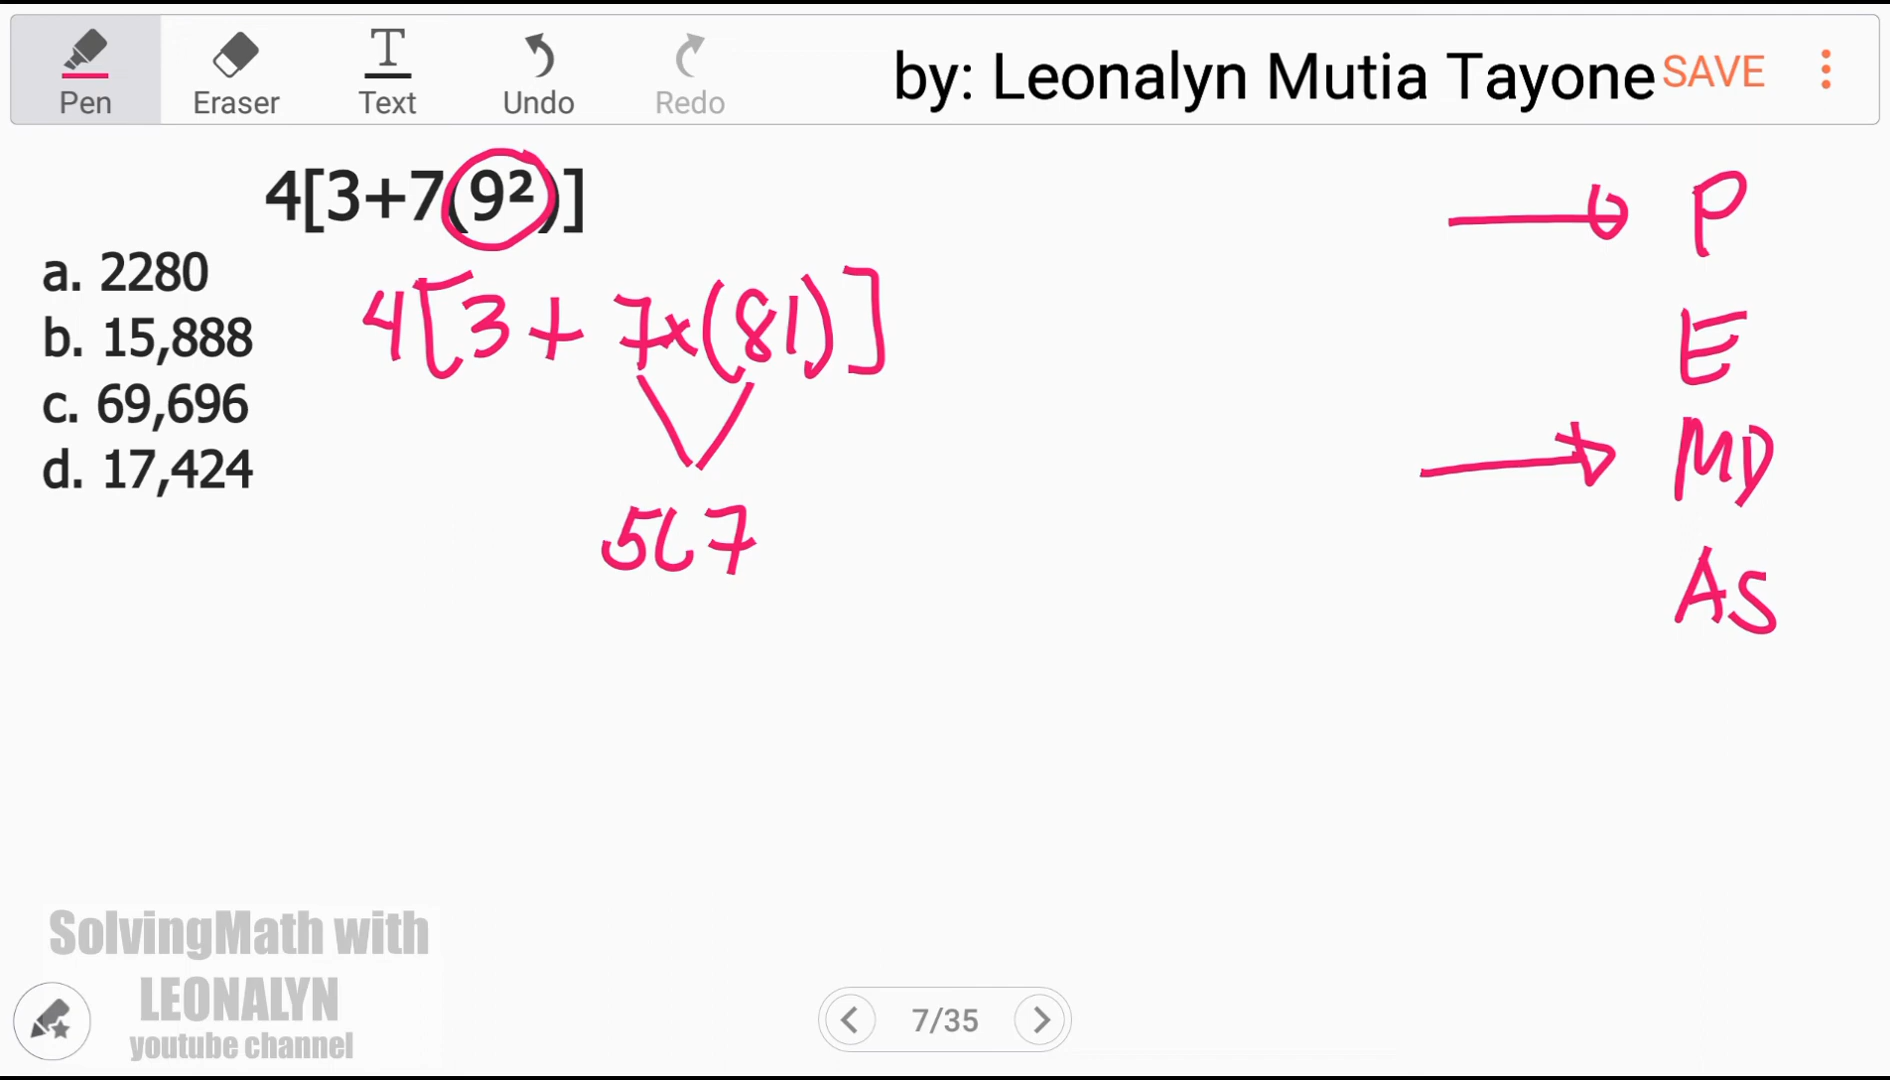 Pen Eraser Text Undo Redo by: Leonalyn Mutia Tayone SAVE
4[3+7(9²)]
a. 2280
b. 15,888
c. 69,696
d. 17,424
4[3 + 7x(81)]
567
P
E
MD
AS
SolvingMath with
LEONALYN
youtube channel
7/35